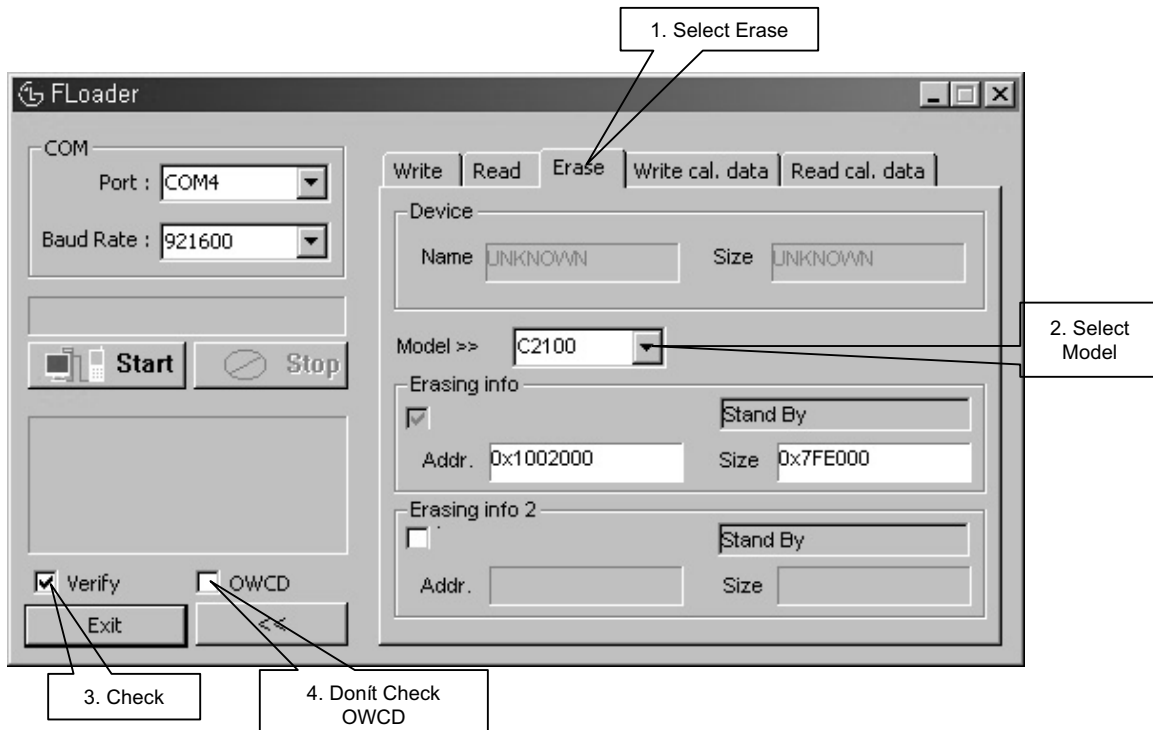 1. Select Erase
FLoader
COM
Port :
COM4
Baud Rate :
921600
Start
Stop
Verify
OWCD
Exit
<<
Write
Read
Erase
Write cal. data
Read cal. data
Device
Name
UNKNOWN
Size
UNKNOWN
Model >>
C2100
2. Select
Model
Erasing info
Stand By
Addr.
0x1002000
Size
0x7FE000
Erasing info 2
Stand By
Addr.
Size
3. Check
4. Donít Check
OWCD